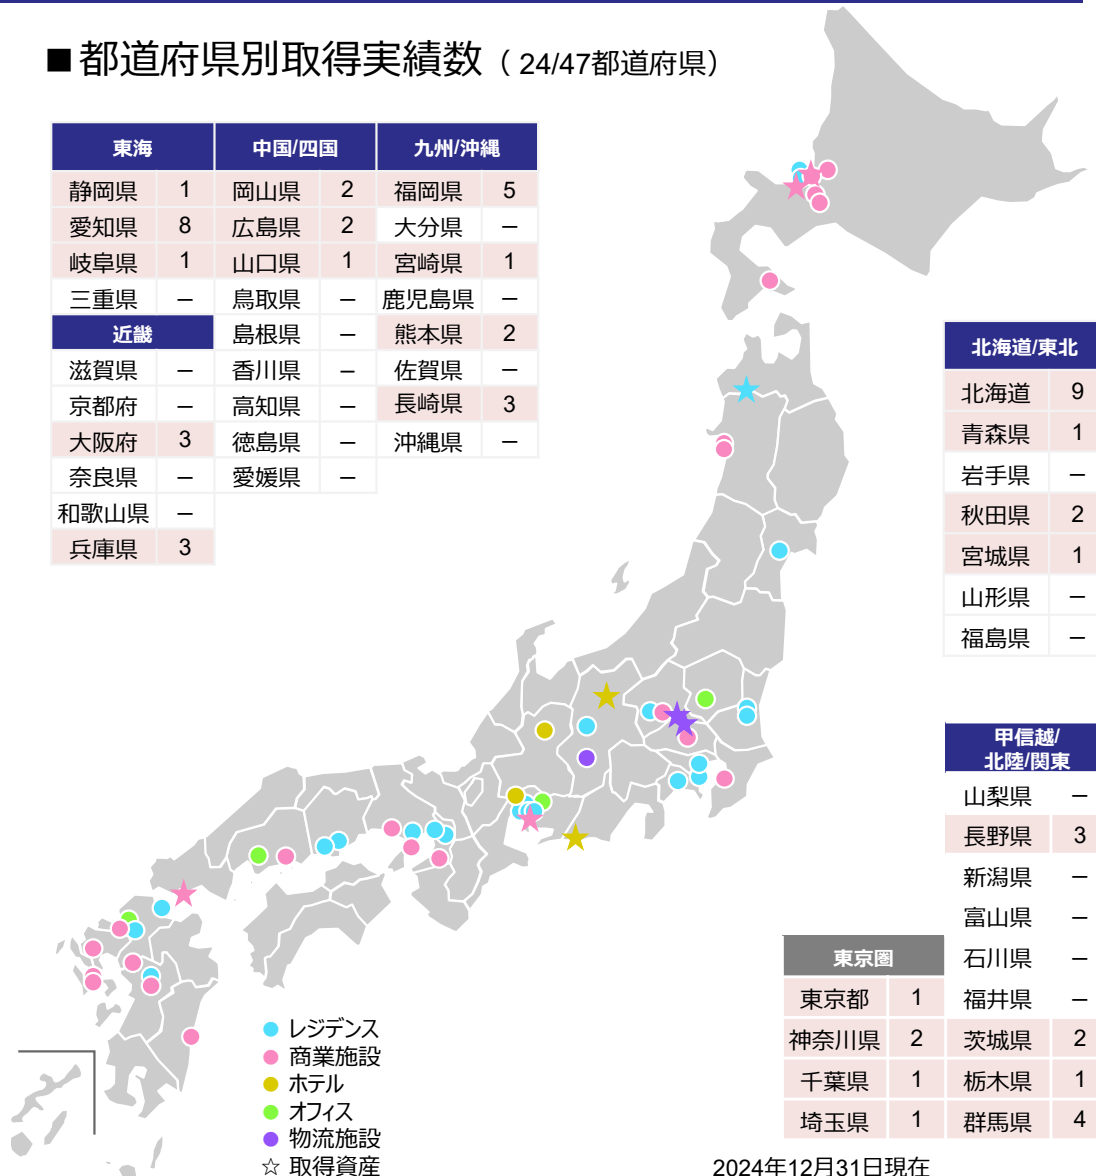 ■都道府県別取得実績数（24/47都道府県）
東海 中国/四国 九州/沖縄
静岡県 1 岡山県 2 福岡県 5
愛知県 8 広島県 2 大分県 －
岐阜県 1 山口県 1 宮崎県 1
三重県 － 鳥取県 － 鹿児島県 －
近畿 島根県 － 熊本県 2
滋賀県 － 香川県 － 佐賀県 －
京都府 － 高知県 － 長崎県 3
大阪府 3 徳島県 － 沖縄県 －
奈良県 － 愛媛県 －
和歌山県 －
兵庫県 3
北海道/東北
北海道 9
青森県 1
岩手県 －
秋田県 2
宮城県 1
山形県 －
福島県 －
甲信越/
北陸/関東
山梨県 －
長野県 3
新潟県 －
富山県 －
石川県 －
福井県 －
茨城県 2
栃木県 1
群馬県 4
東京圏
東京都 1
神奈川県 2
千葉県 1
埼玉県 1
レジデンス
商業施設
ホテル
オフィス
物流施設
☆ 取得資産
2024年12月31日現在